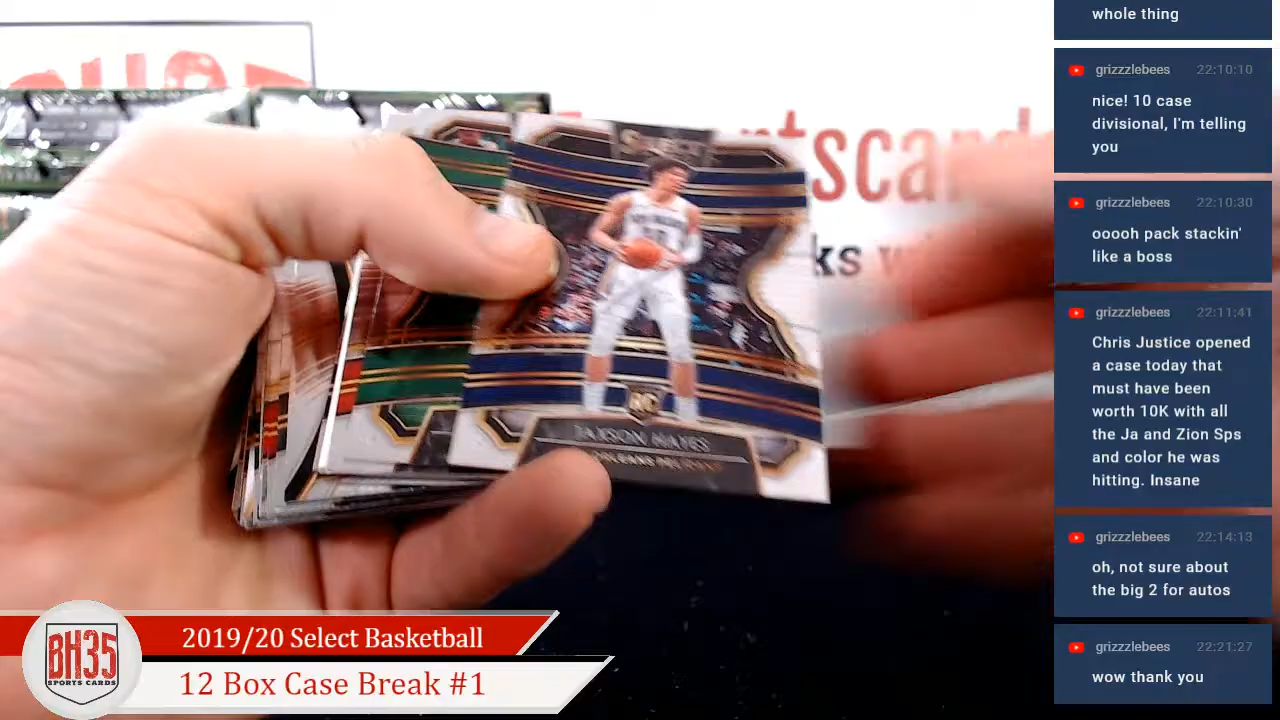 whole thing
grizzzlebees 22:10:10
nice! 10 case
divisional, I'm telling
you
grizzzlebees 22:10:30
ooooh pack stackin'
like a boss
grizzzlebees 22:11:41
Chris Justice opened
a case today that
must have been
worth 10K with all
the Ja and Zion Sps
and color he was
hitting. Insane
grizzzlebees 22:14:13
oh, not sure about
the big 2 for autos
grizzzlebees 22:21:27
wow thank you
SELECT
RC
JAXSON HAYES
2019/20 Select Basketball
12 Box Case Break #1
BH35
SPORTS CARDS